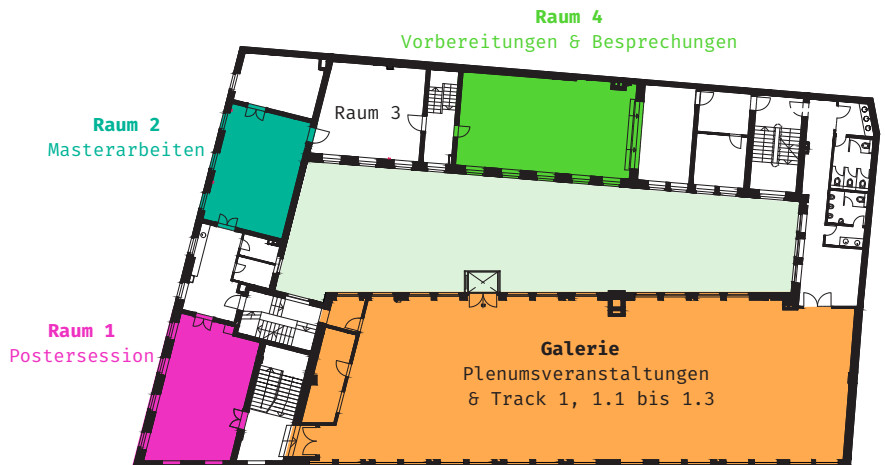 Raum 4
Vorbereitungen & Besprechungen
Raum 3
Raum 2
Masterarbeiten
Raum 1
Postersession
Galerie
Plenumsveranstaltungen
& Track 1, 1.1 bis 1.3